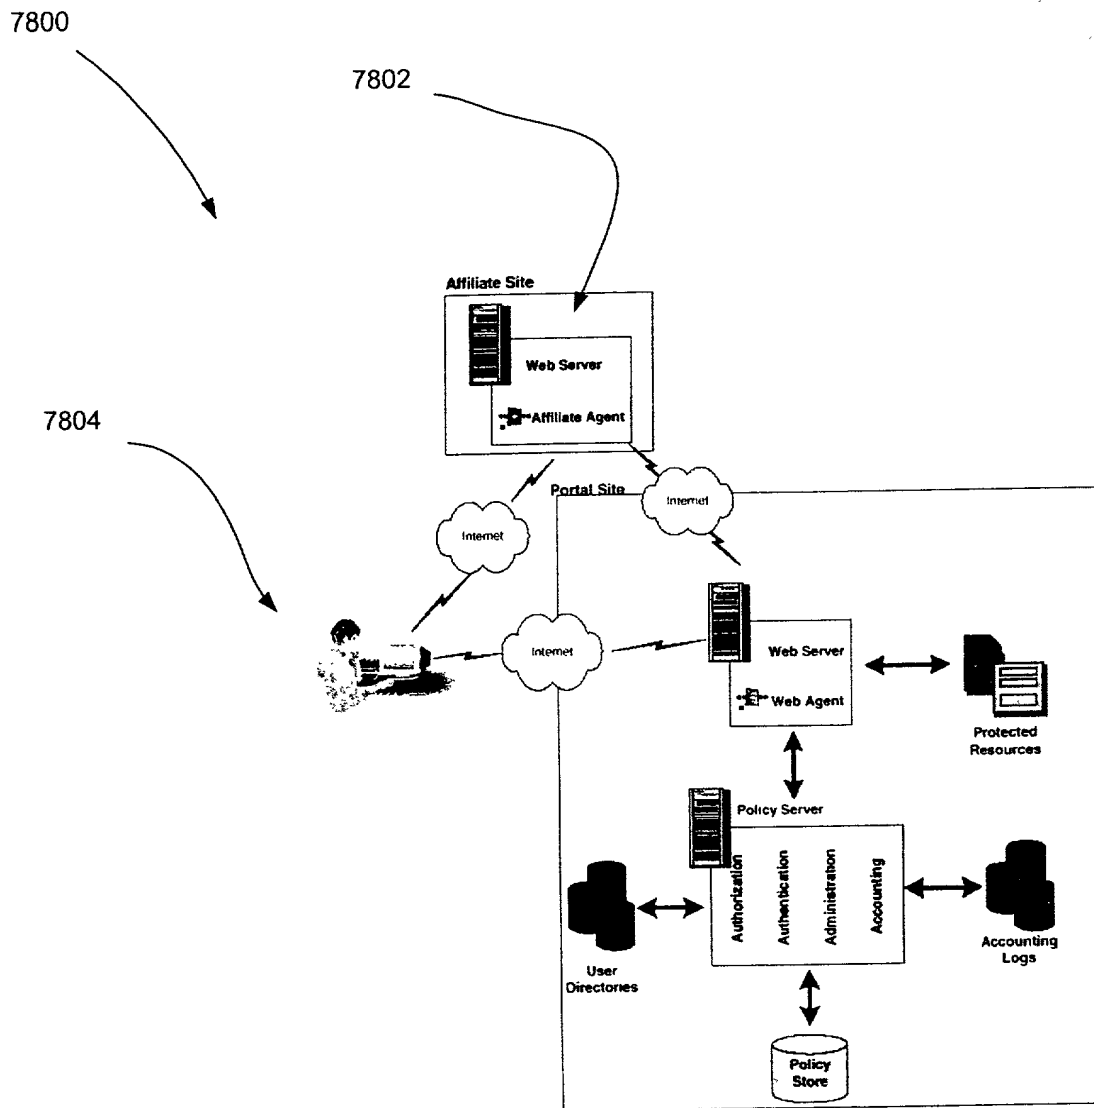 7800
7802
Affiliate Site
Web Server
Affiliate Agent
7804
Portal Site
Internet
Internet
Internet
Web Server
Web Agent
Protected
Resources
Policy Server
Authorization
Authentication
Administration
Accounting
User
Directories
Accounting
Logs
Policy
Store